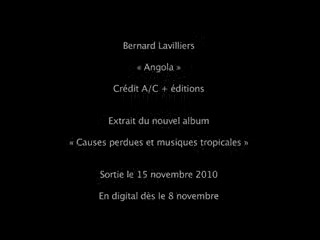 Bernard Lavilliers
« Angola »
Crédit A/C + éditions
Extrait du nouvel album
« Causes perdues et musiques tropicales »
Sortie le 15 novembre 2010
En digital dès le 8 novembre